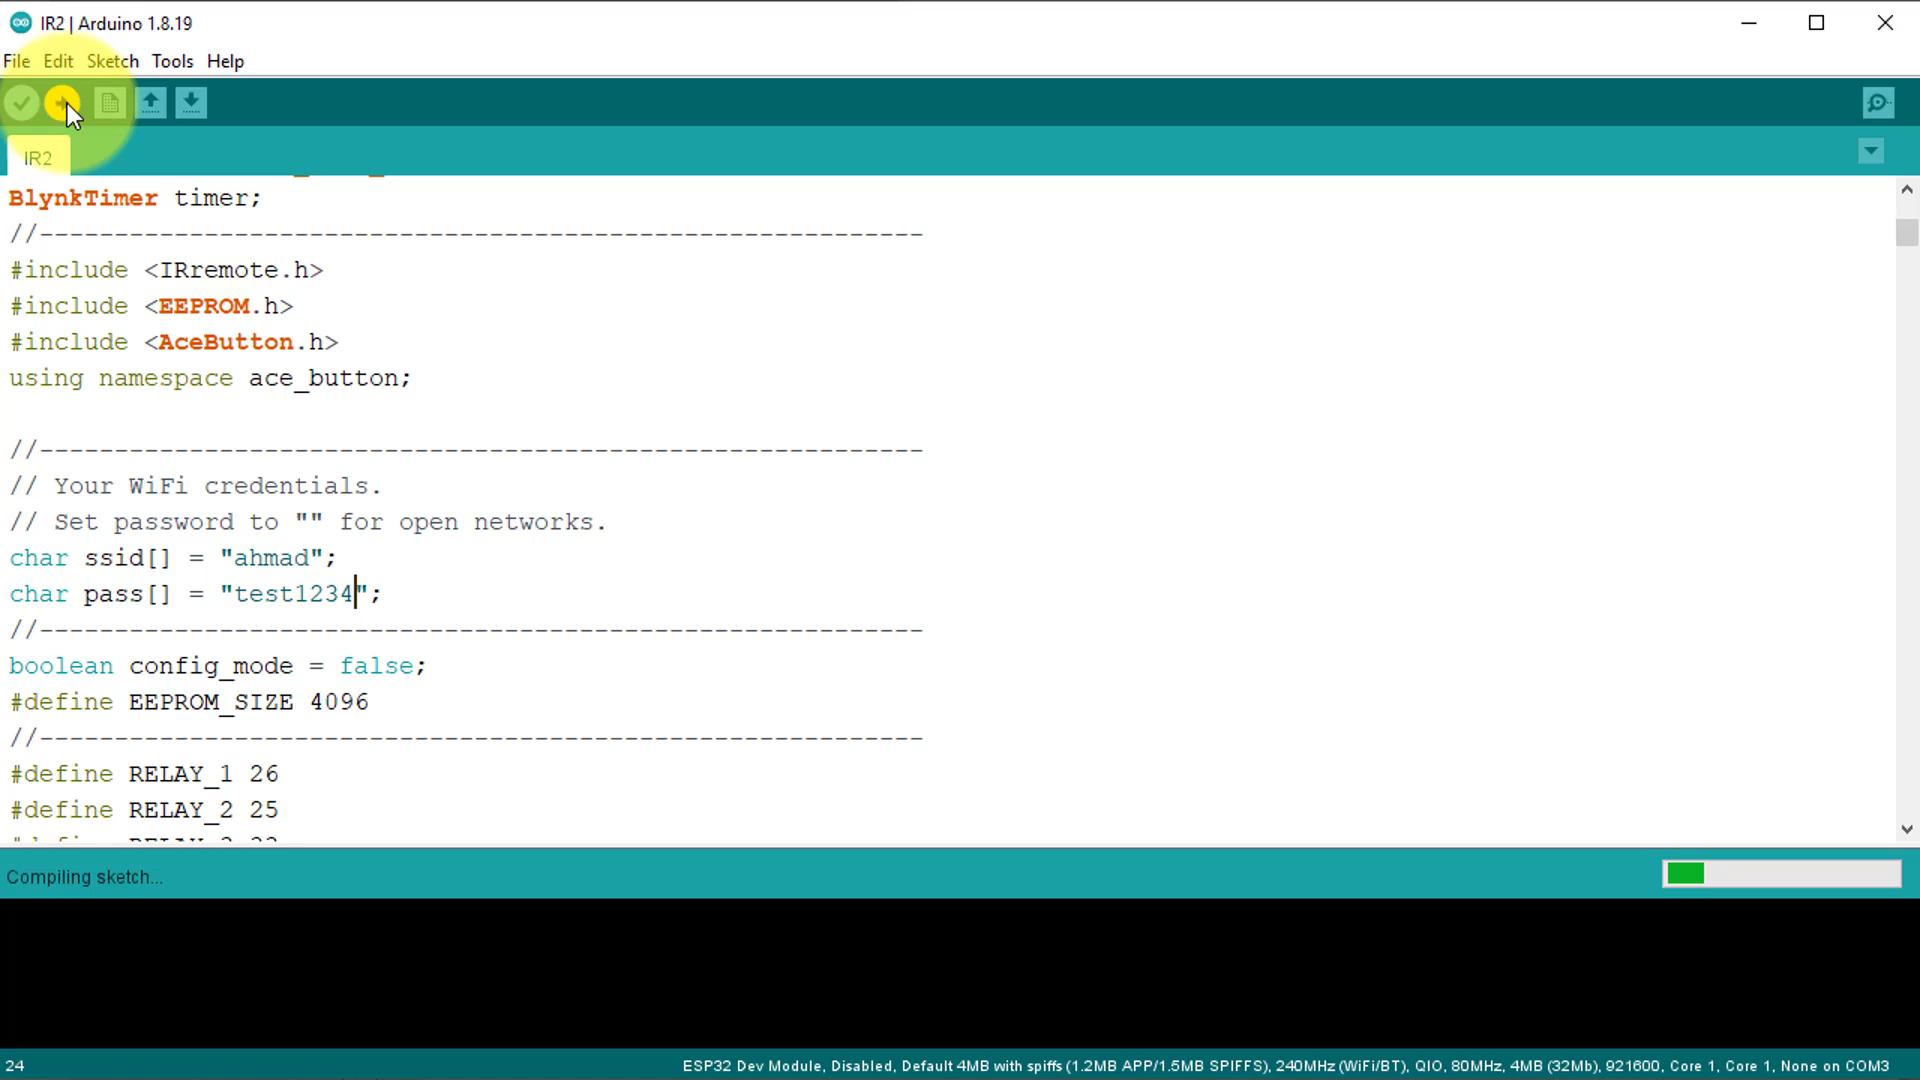 IR2 | Arduino 1.8.19
File Edit Sketch Tools Help
IR2
BlynkTimer timer;
//-----------------------------------------------------------
#include <IRremote.h>
#include <EEPROM.h>
#include <AceButton.h>
using namespace ace_button;
//-----------------------------------------------------------
// Your WiFi credentials.
// Set password to "" for open networks.
char ssid[] = "ahmad";
char pass[] = "test1234";
//-----------------------------------------------------------
boolean config_mode = false;
#define EEPROM_SIZE 4096
//-----------------------------------------------------------
#define RELAY_1 26
#define RELAY_2 25
Compiling sketch...
24
ESP32 Dev Module, Disabled, Default 4MB with spiffs (1.2MB APP/1.5MB SPIFFS), 240MHz (WiFi/BT), QIO, 80MHz, 4MB (32Mb), 921600, Core 1, Core 1, None on COM3